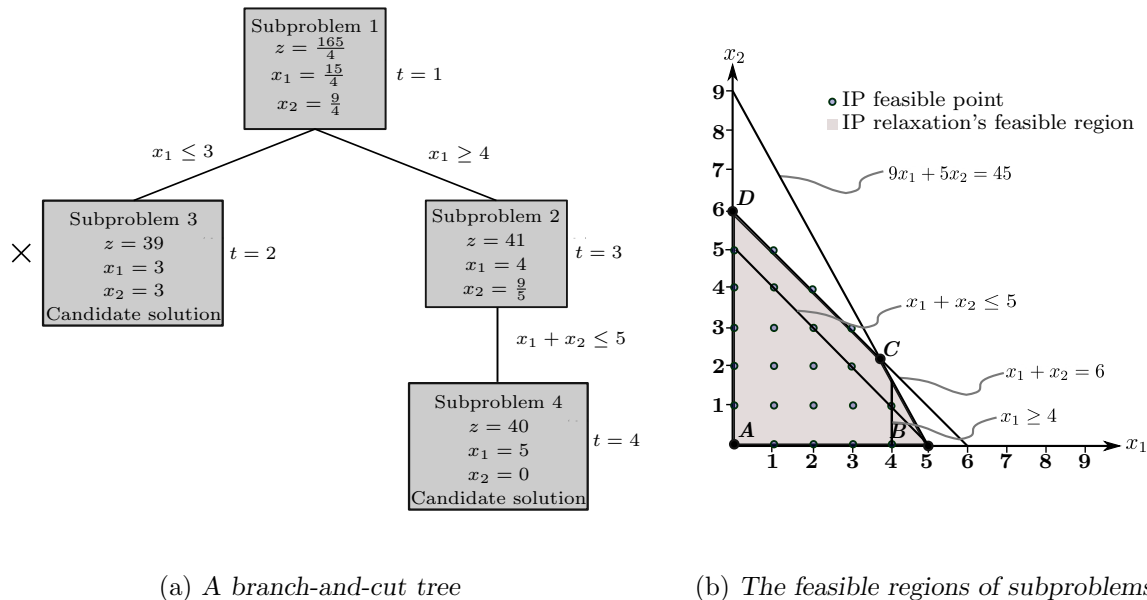 Subproblem 1
z = 165/4
x₁ = 15/4
x₂ = 9/4
t = 1
x₁ ≤ 3
x₁ ≥ 4
Subproblem 3
z = 39
x₁ = 3
x₂ = 3
Candidate solution
×
t = 2
Subproblem 2
z = 41
x₁ = 4
x₂ = 9/5
t = 3
x₁ + x₂ ≤ 5
Subproblem 4
z = 40
x₁ = 5
x₂ = 0
Candidate solution
t = 4
(a) A branch-and-cut tree
x₂
9
8
7
6
5
4
3
2
1
IP feasible point
IP relaxation's feasible region
9x₁ + 5x₂ = 45
D
x₁ + x₂ ≤ 5
C
x₁ + x₂ = 6
x₁ ≥ 4
A
B
x₁
1 2 3 4 5 6 7 8 9
(b) The feasible regions of subproblems